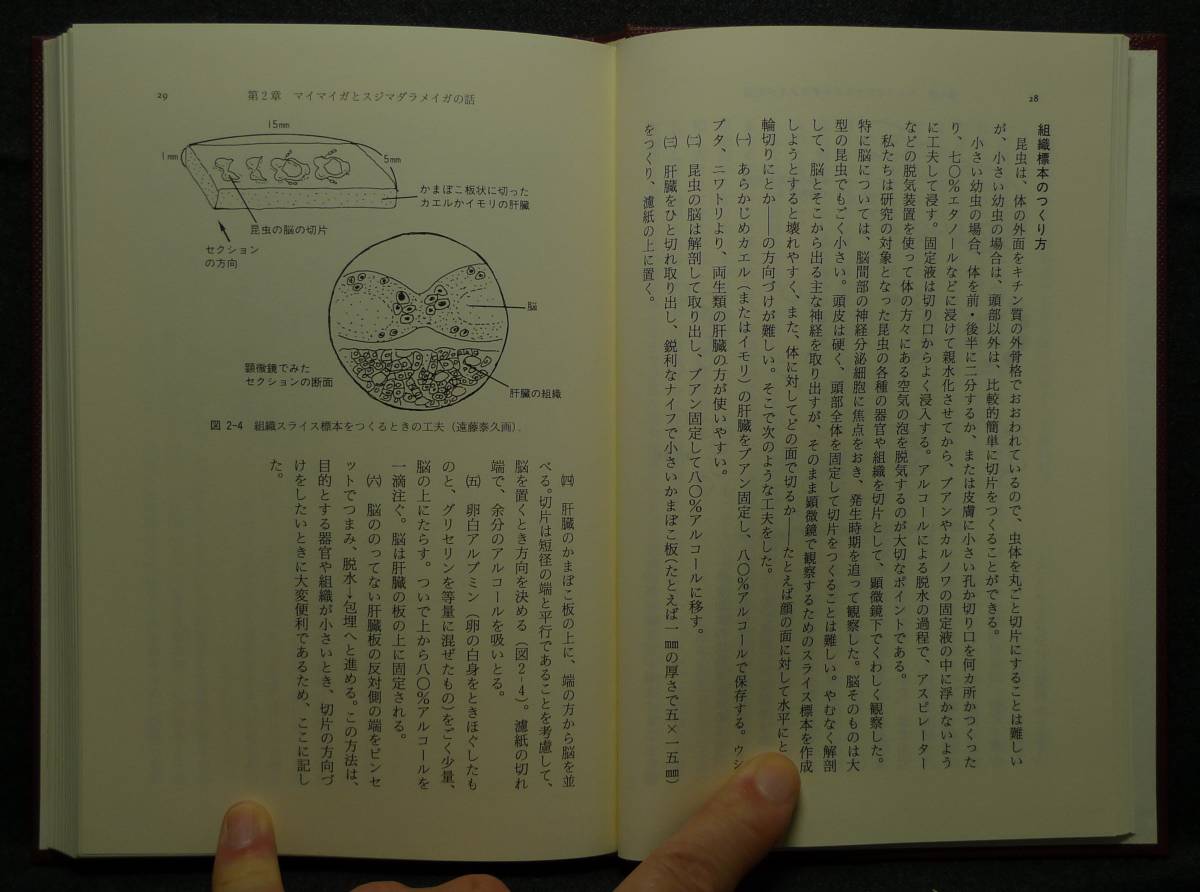 28
組織標本のつくり方
昆虫は、体の外面をキチン質の外骨格でおおわれているので、虫体を丸ごと切片にすることは難しい
が、小さい幼虫の場合は、頭部以外は、比較的簡単に切片をつくることができる。
小さい幼虫の場合、体を前・後半に二分するか、または皮膚に小さい孔か切り口を何カ所かつくった
り、七〇％エタノールなどに浸けて親水化させてから、ブアンやカルノワの固定液の中に浮かないよう
に工夫して浸す。固定液は切り口からよく浸入する。アルコールによる脱水の過程で、アスピレーター
などの脱気装置を使って体の方々にある空気の泡を脱気するのが大切なポイントである。
私たちは研究の対象となった昆虫の各種の器官や組織を切片として、顕微鏡下でくわしく観察した。
特に脳については、脳間部の神経分泌細胞に焦点をおき、発生時期を追って観察した。脳そのものは大
型の昆虫でもごく小さい。頭皮は硬く、頭部全体を固定して切片をつくることは難しい。やむなく解剖
して、脳とそこから出る主な神経を取り出すが、そのまま顕微鏡で観察するためのスライス標本を作成
しようとすると壊れやすく、また、体に対してどの面で切るか――たとえば顔の面に対して水平にと
輪切りにとか――の方向づけが難しい。そこで次のような工夫をした。
㈠ あらかじめカエル（またはイモリ）の肝臓をブアン固定し、八〇％アルコールで保存する。ウシ
ブタ、ニワトリより、両生類の肝臓の方が使いやすい。
㈡ 昆虫の脳は解剖して取り出し、ブアン固定して八〇％アルコールに移す。
㈢ 肝臓をひと切れ取り出し、鋭利なナイフで小さいかまぼこ板（たとえば一㎜の厚さで五×一五㎜）
をつくり、濾紙の上に置く。
29
第2章 マイマイガとスジマダラメイガの話
15mm
1mm
5mm
かまぼこ板状に切った
カエルかイモリの肝臓
昆虫の脳の切片
セクション
の方向
脳
顕微鏡でみた
セクションの断面
肝臓の組織
図 2-4 組織スライス標本をつくるときの工夫（遠藤泰久画）.
㈣ 肝臓のかまぼこ板の上に、端の方から脳を並
べる。切片は短径の端と平行であることを考慮して、
脳を置くとき方向を決める（図2-4）。濾紙の切れ
端で、余分のアルコールを吸いとる。
㈤ 卵白アルブミン（卵の白身をときほぐしたも
のと、グリセリンを等量に混ぜたもの）をごく少量、
脳の上にたらす。ついで上から八〇％アルコールを
一滴注ぐ。脳は肝臓の板の上に固定される。
㈥ 脳ののってない肝臓板の反対側の端をピンセ
ットでつまみ、脱水→包埋へと進める。この方法は、
目的とする器官や組織が小さいとき、切片の方向づ
けをしたいときに大変便利であるため、ここに記し
た。